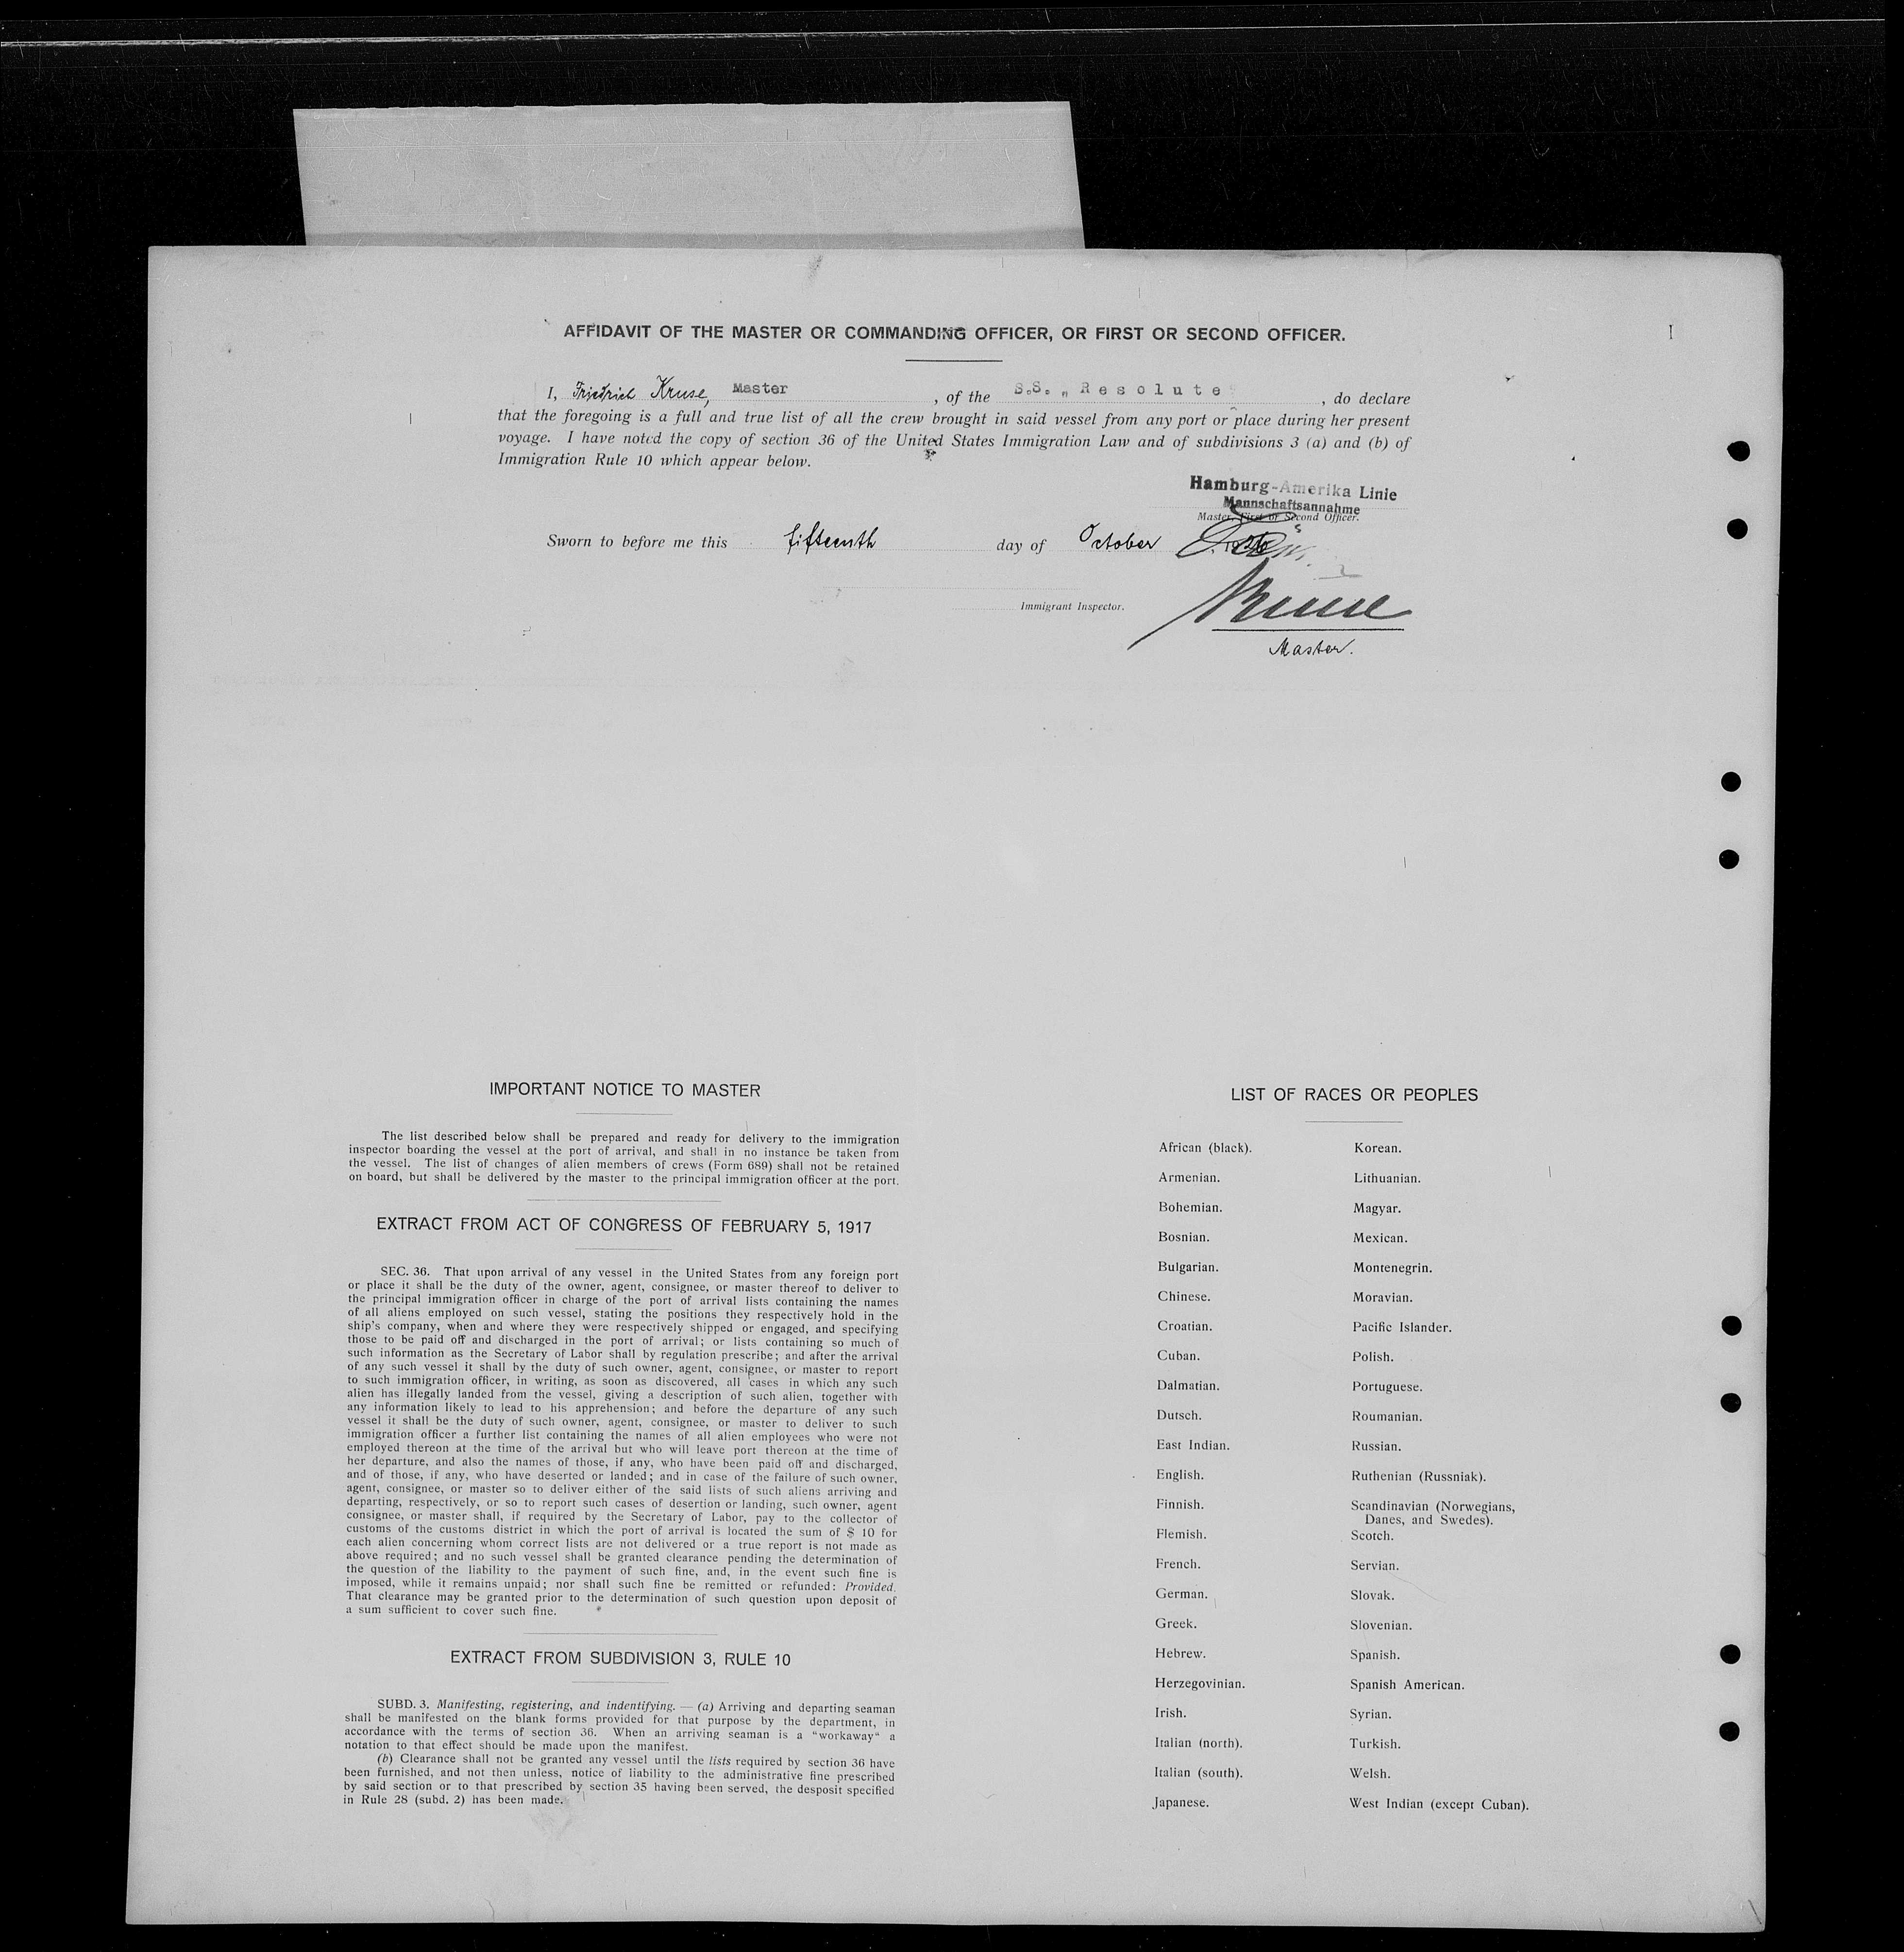 AFFIDAVIT OF THE MASTER OR COMMANDING OFFICER, OR FIRST OR SECOND OFFICER.
I
I, Friedrich Kruse, Master , of the S.S. „Resolute" , do declare
that the foregoing is a full and true list of all the crew brought in said vessel from any port or place during her present
voyage. I have noted the copy of section 36 of the United States Immigration Law and of subdivisions 3 (a) and (b) of
Immigration Rule 10 which appear below.
Hamburg-Amerika Linie
Mannschaftsannahme
Master, First or Second Officer.
Sworn to before me this fifteenth day of October
Immigrant Inspector.
Kruse
Master.
IMPORTANT NOTICE TO MASTER
The list described below shall be prepared and ready for delivery to the immigration
inspector boarding the vessel at the port of arrival, and shall in no instance be taken from
the vessel. The list of changes of alien members of crews (Form 689) shall not be retained
on board, but shall be delivered by the master to the principal immigration officer at the port.
EXTRACT FROM ACT OF CONGRESS OF FEBRUARY 5, 1917
SEC. 36. That upon arrival of any vessel in the United States from any foreign port
or place it shall be the duty of the owner, agent, consignee, or master thereof to deliver to
the principal immigration officer in charge of the port of arrival lists containing the names
of all aliens employed on such vessel, stating the positions they respectively hold in the
ship's company, when and where they were respectively shipped or engaged, and specifying
those to be paid off and discharged in the port of arrival; or lists containing so much of
such information as the Secretary of Labor shall by regulation prescribe; and after the arrival
of any such vessel it shall by the duty of such owner, agent, consignee, or master to report
to such immigration officer, in writing, as soon as discovered, all cases in which any such
alien has illegally landed from the vessel, giving a description of such alien, together with
any information likely to lead to his apprehension; and before the departure of any such
vessel it shall be the duty of such owner, agent, consignee, or master to deliver to such
immigration officer a further list containing the names of all alien employees who were not
employed thereon at the time of the arrival but who will leave port thereon at the time of
her departure, and also the names of those, if any, who have been paid off and discharged,
and of those, if any, who have deserted or landed; and in case of the failure of such owner,
agent, consignee, or master so to deliver either of the said lists of such aliens arriving and
departing, respectively, or so to report such cases of desertion or landing, such owner, agent
consignee, or master shall, if required by the Secretary of Labor, pay to the collector of
customs of the customs district in which the port of arrival is located the sum of $ 10 for
each alien concerning whom correct lists are not delivered or a true report is not made as
above required; and no such vessel shall be granted clearance pending the determination of
the question of the liability to the payment of such fine, and, in the event such fine is
imposed, while it remains unpaid; nor shall such fine be remitted or refunded: Provided.
That clearance may be granted prior to the determination of such question upon deposit of
a sum sufficient to cover such fine.
EXTRACT FROM SUBDIVISION 3, RULE 10
SUBD. 3. Manifesting, registering, and indentifying. — (a) Arriving and departing seaman
shall be manifested on the blank forms provided for that purpose by the department, in
accordance with the terms of section 36. When an arriving seaman is a "workaway" a
notation to that effect should be made upon the manifest.
(b) Clearance shall not be granted any vessel until the lists required by section 36 have
been furnished, and not then unless, notice of liability to the administrative fine prescribed
by said section or to that prescribed by section 35 having been served, the desposit specified
in Rule 28 (subd. 2) has been made.
LIST OF RACES OR PEOPLES
African (black).
Armenian.
Bohemian.
Bosnian.
Bulgarian.
Chinese.
Croatian.
Cuban.
Dalmatian.
Dutsch.
East Indian.
English.
Finnish.
Flemish.
French.
German.
Greek.
Hebrew.
Herzegovinian.
Irish.
Italian (north).
Italian (south).
Japanese.
Korean.
Lithuanian.
Magyar.
Mexican.
Montenegrin.
Moravian.
Pacific Islander.
Polish.
Portuguese.
Roumanian.
Russian.
Ruthenian (Russniak).
Scandinavian (Norwegians,
Danes, and Swedes).
Scotch.
Servian.
Slovak.
Slovenian.
Spanish.
Spanish American.
Syrian.
Turkish.
Welsh.
West Indian (except Cuban).